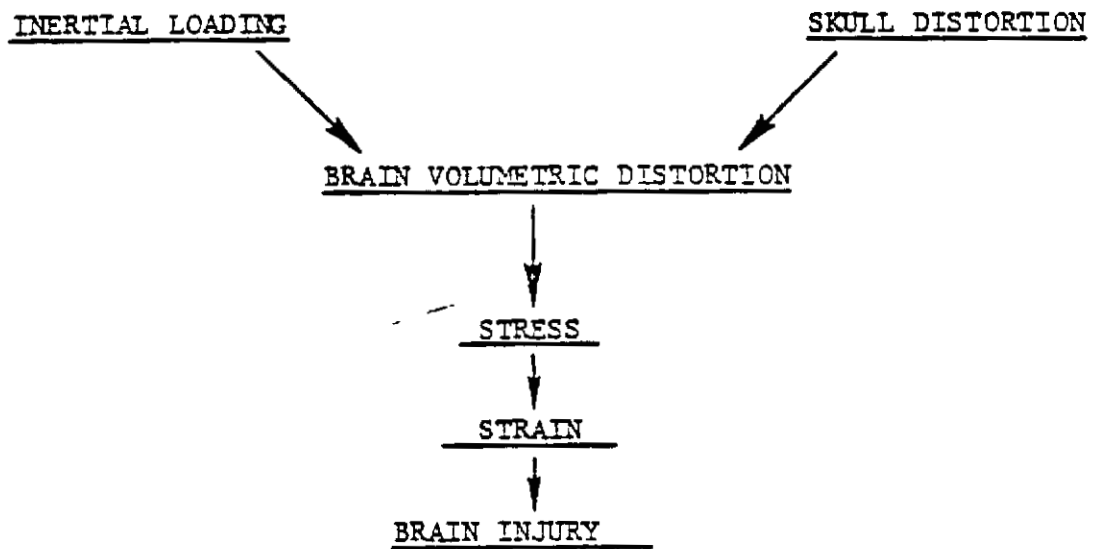 INERTIAL LOADING
SKULL DISTORTION
BRAIN VOLUMETRIC DISTORTION
STRESS
STRAIN
BRAIN INJURY